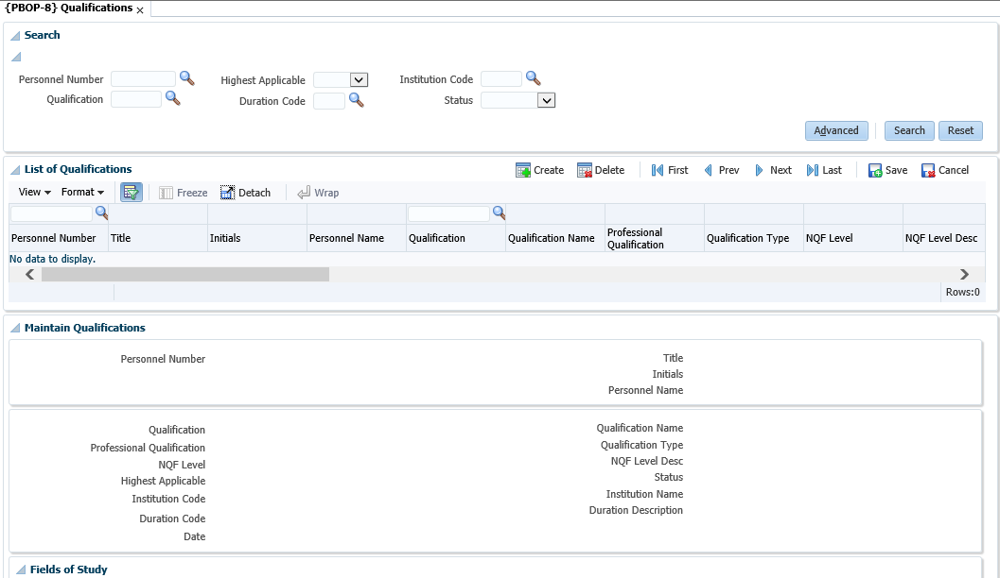 {PBOP-8} Qualifications
Search
Personnel Number Highest Applicable Institution Code
Qualification Duration Code Status
Advanced Search Reset
List of Qualifications Create Delete First Prev Next Last Save Cancel
View Format Freeze Detach Wrap
Personnel Number Title Initials Personnel Name Qualification Qualification Name Professional Qualification Qualification Type NQF Level NQF Level Desc
No data to display.
Rows:0
Maintain Qualifications
Personnel Number Title
Initials
Personnel Name
Qualification Qualification Name
Professional Qualification Qualification Type
NQF Level NQF Level Desc
Highest Applicable Status
Institution Code Institution Name
Duration Code Duration Description
Date
Fields of Study